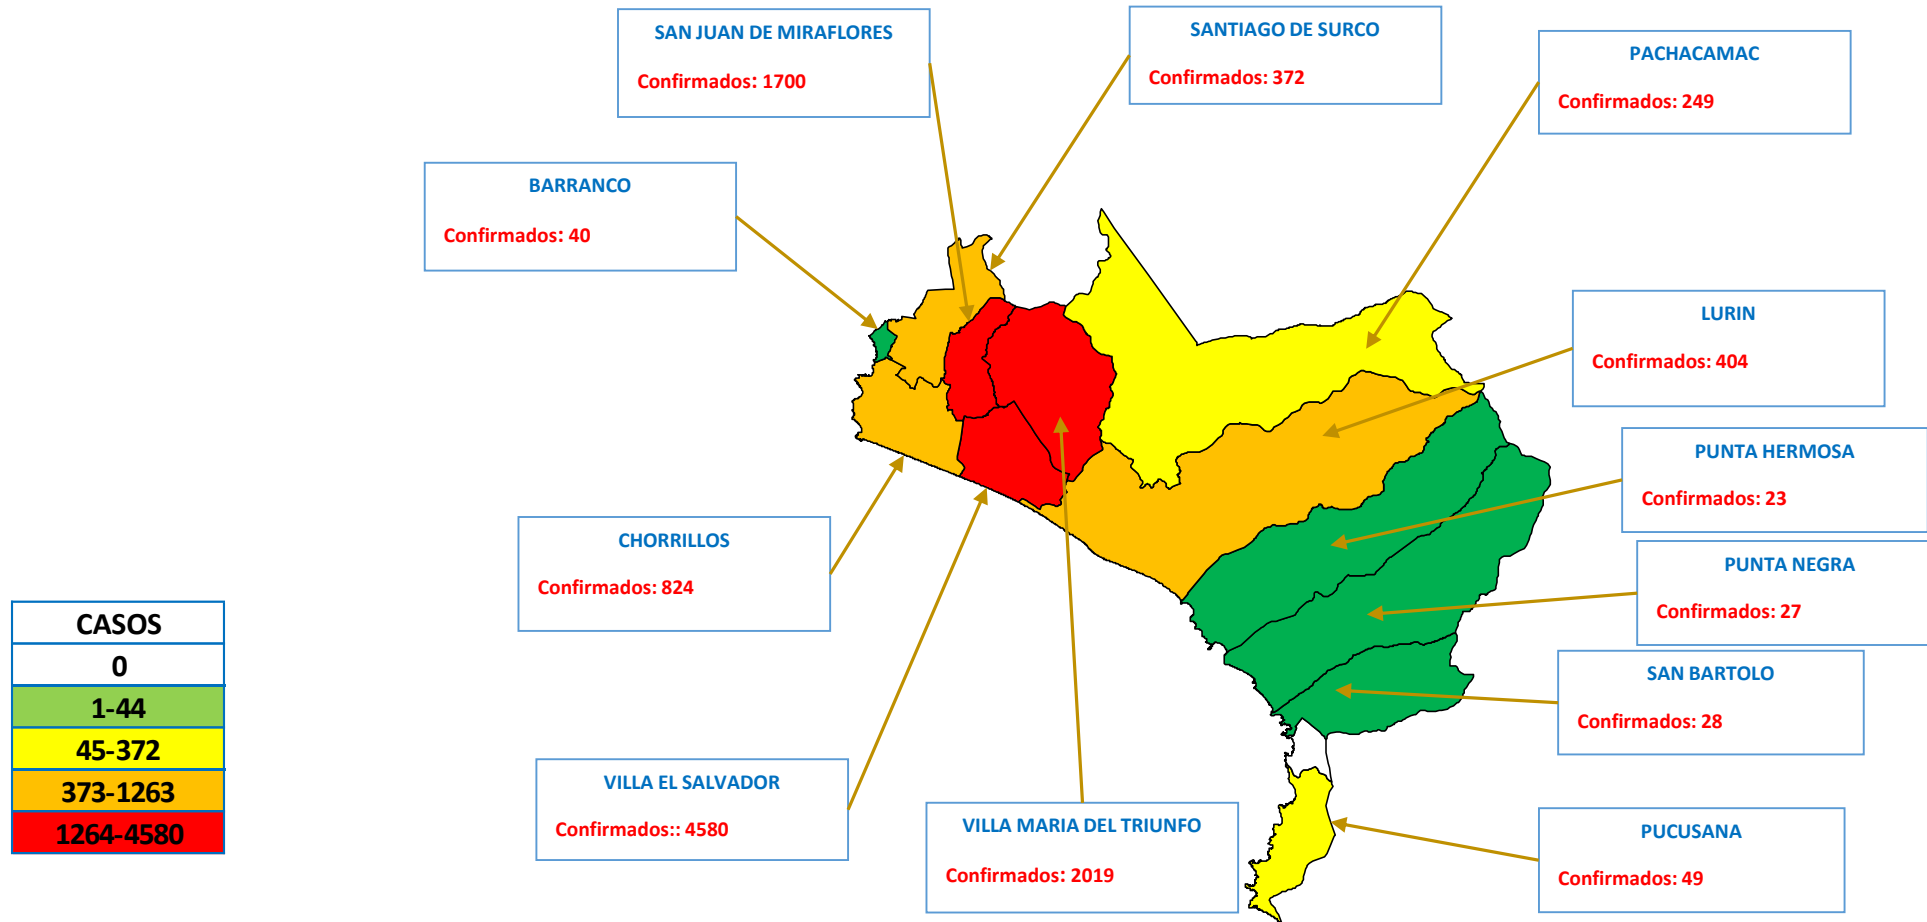 SAN JUAN DE MIRAFLORES
Confirmados: 1700
SANTIAGO DE SURCO
Confirmados: 372
PACHACAMAC
Confirmados: 249
BARRANCO
Confirmados: 40
LURIN
Confirmados: 404
PUNTA HERMOSA
Confirmados: 23
CHORRILLOS
Confirmados: 824
PUNTA NEGRA
Confirmados: 27
SAN BARTOLO
Confirmados: 28
VILLA EL SALVADOR
Confirmados:: 4580
VILLA MARIA DEL TRIUNFO
Confirmados: 2019
PUCUSANA
Confirmados: 49
CASOS
0
1-44
45-372
373-1263
1264-4580